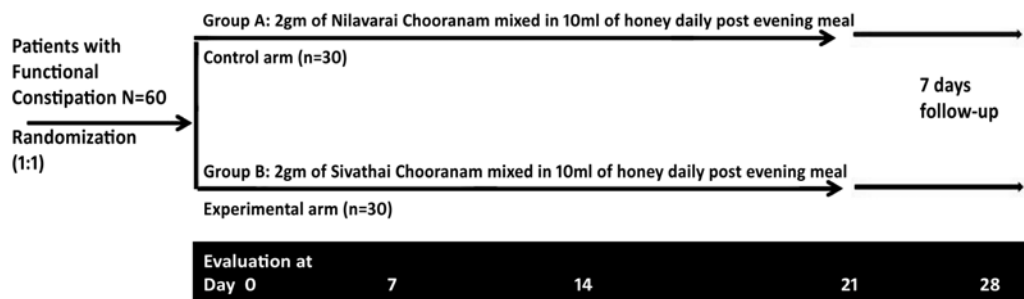 Group A: 2gm of Nilavarai Chooranam mixed in 10ml of honey daily post evening meal
Control arm (n=30)
Patients with
Functional
Constipation N=60
Randomization
(1:1)
7 days
follow-up
Group B: 2gm of Sivathai Chooranam mixed in 10ml of honey daily post evening meal
Experimental arm (n=30)
Evaluation at
Day 0 7 14 21 28